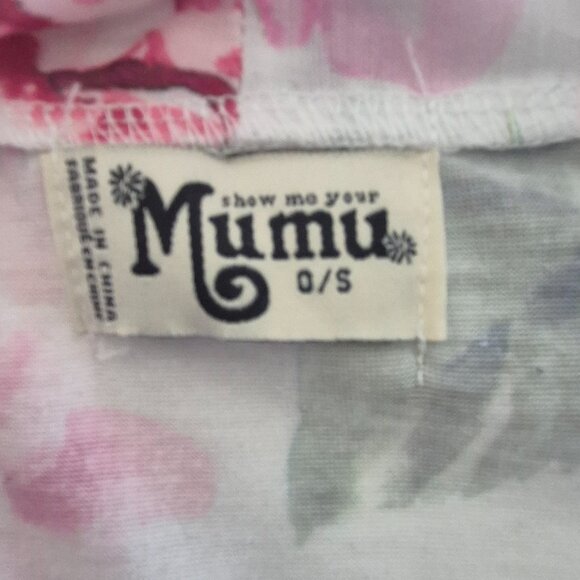 show me your
Mumu
O/S
MADE IN CHINA
FABRIQUÉ EN CHINE